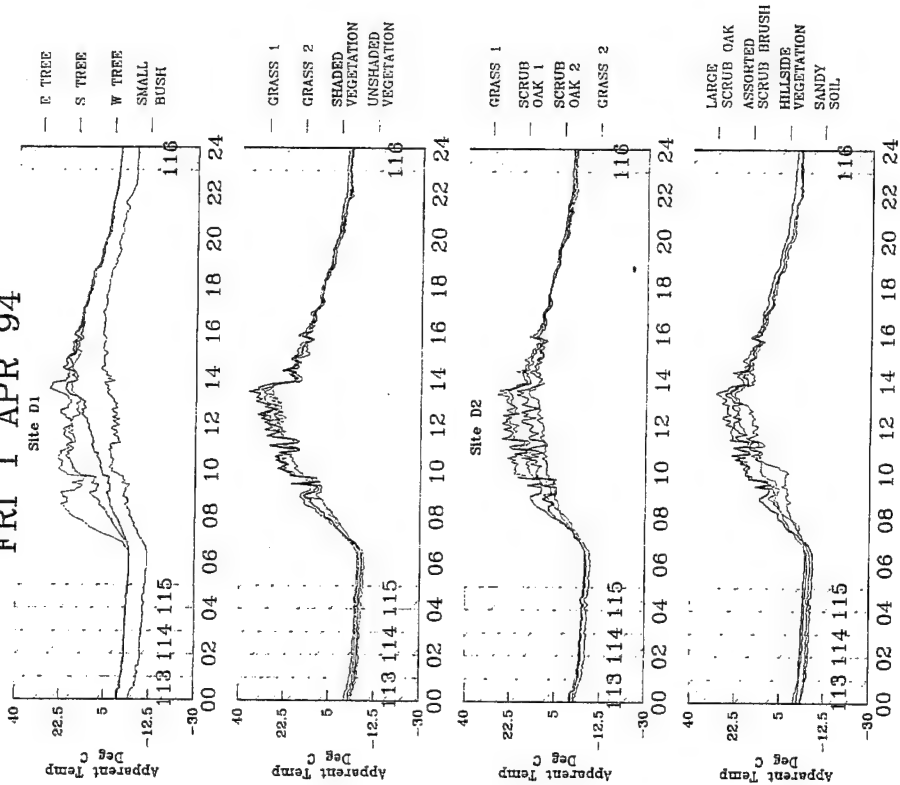 FRI 1 APR 94
Site D1
Apparent Temp
Deg C
40
22.5
5
-12.5
-30
113 114 115
116
00 02 04 06 08 10 12 14 16 18 20 22 24
E TREE
S TREE
W TREE
SMALL
BUSH
Apparent Temp
Deg C
40
22.5
5
-12.5
-30
113 114 115
116
00 02 04 06 08 10 12 14 16 18 20 22 24
GRASS 1
GRASS 2
SHADED
VEGETATION
UNSHADED
VEGETATION
Site D2
Apparent Temp
Deg C
40
22.5
5
-12.5
-30
113 114 115
116
00 02 04 06 08 10 12 14 16 18 20 22 24
GRASS 1
SCRUB
OAK 1
SCRUB
OAK 2
GRASS 2
Apparent Temp
Deg C
40
22.5
5
-12.5
-30
113 114 115
116
00 02 04 06 08 10 12 14 16 18 20 22 24
LARGE
SCRUB OAK
ASSORTED
SCRUB BRUSH
HILLSIDE
VEGETATION
SANDY
SOIL